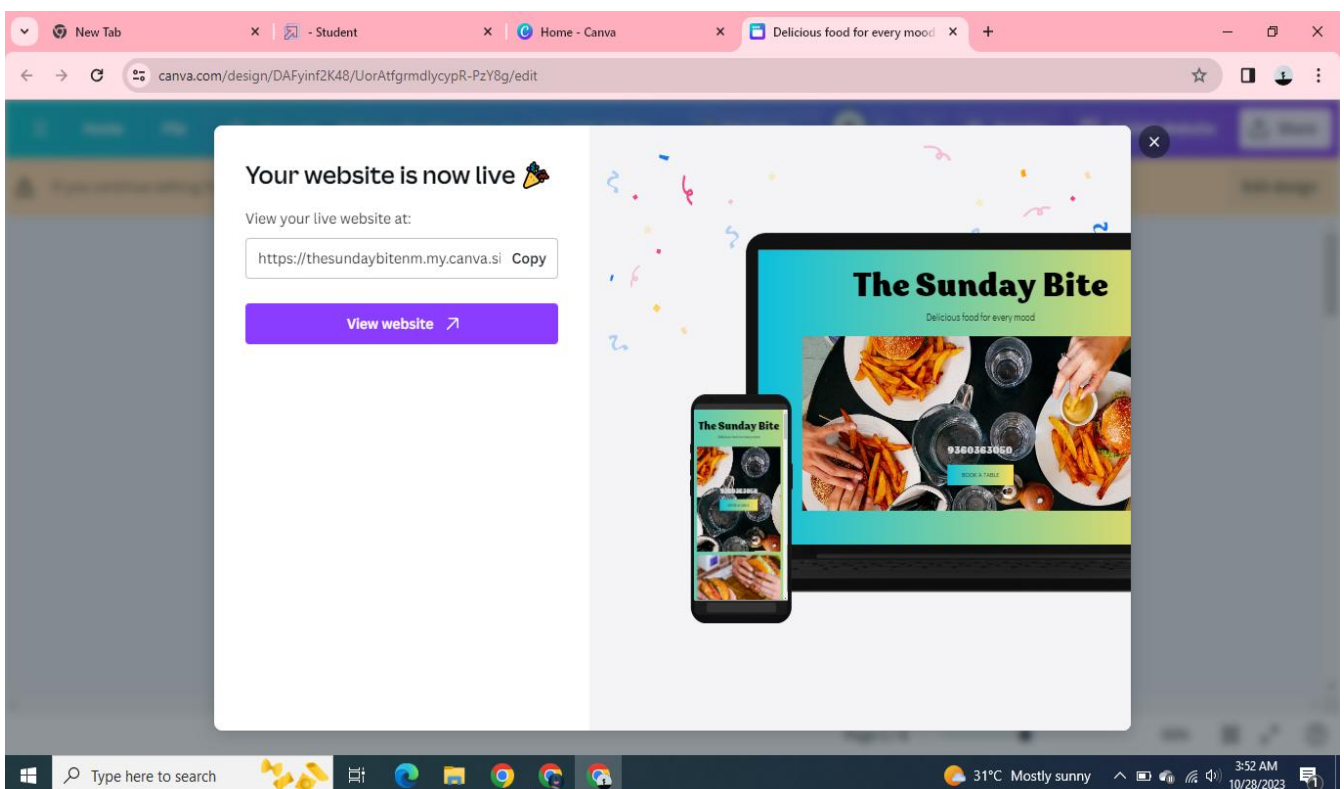 New Tab
- Student
Home - Canva
Delicious food for every mood
canva.com/design/DAFyinf2K48/UorAtfgrmdlycypR-PzY8g/edit
Your website is now live
View your live website at:
https://thesundaybitenm.my.canva.si Copy
View website
The Sunday Bite
Delicious food for every mood
9360363060
BOOK A TABLE
The Sunday Bite
Type here to search
31°C Mostly sunny
3:52 AM
10/28/2023